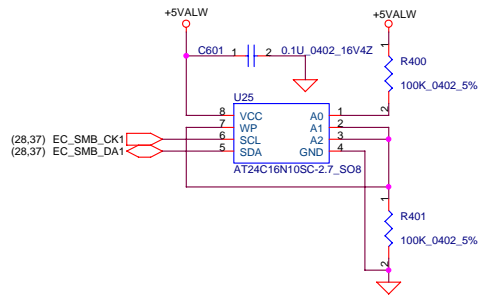 +5VALW +5VALW
C601 1 2 0.1U_0402_16V4Z
1
R400
100K_0402_5%
2
U25
8 VCC A0 1
7 WP A1 2
(28,37) EC_SMB_CK1 6 SCL A2 3
(28,37) EC_SMB_DA1 5 SDA GND 4
AT24C16N10SC-2.7_SO8
1
R401
100K_0402_5%
2